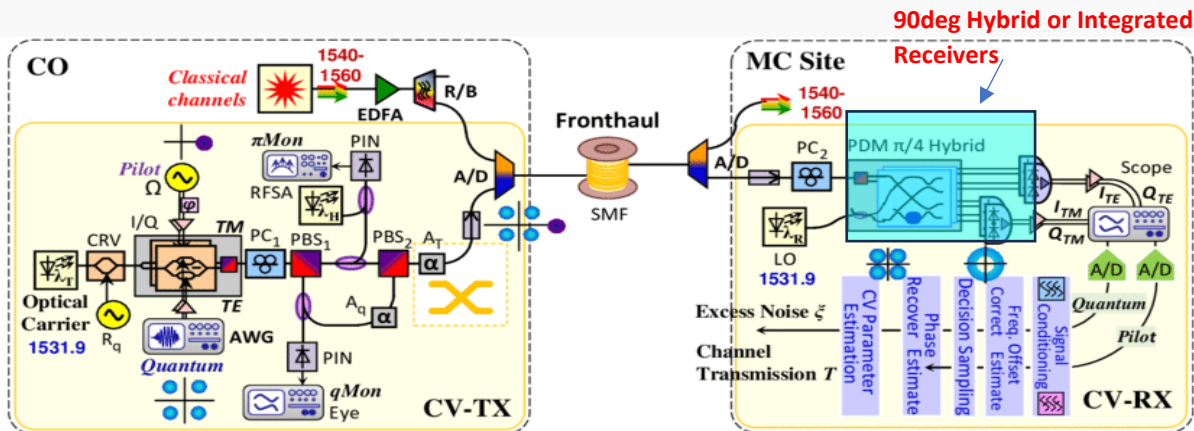 90deg Hybrid or Integrated
Receivers
CO
Classical
channels
1540-
1560
EDFA
R/B
Pilot
Ω
φ
I/Q
TM
TE
CRV
λT
Optical
Carrier
1531.9
Rq
AWG
Quantum
πMon
RFSA
PIN
λH
PC1
PBS1
PBS2
AT
α
Aq
α
PIN
qMon
Eye
A/D
CV-TX
Fronthaul
SMF
MC Site
1540-
1560
A/D
PC2
PDM π/4 Hybrid
λR
LO
1531.9
Scope
ITE
QTE
ITM
QTM
A/D
A/D
Quantum
Pilot
Excess Noise ξ
Channel
Transmission T
CV Parameter
Estimation
Phase
Recover Estimate
Decision Sampling
Freq. Offset
Correct Estimate
Signal
Conditioning
CV-RX